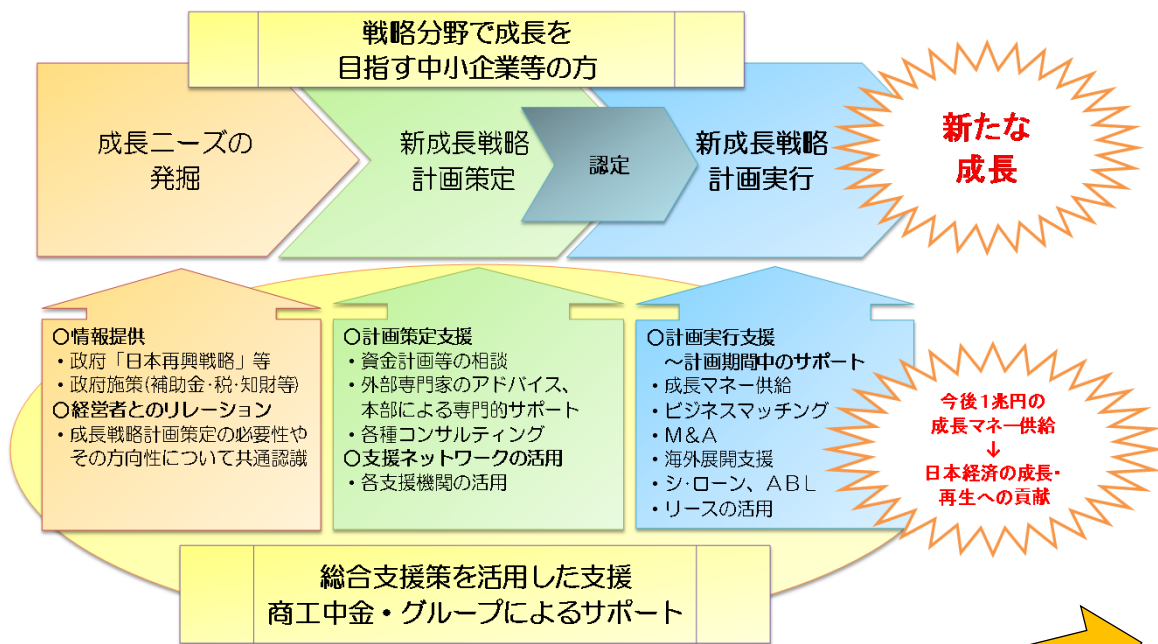 戦略分野で成長を
目指す中小企業等の方
成長ニーズの
発掘
新成長戦略
計画策定
認定
新成長戦略
計画実行
新たな
成長
〇情報提供
・政府「日本再興戦略」等
・政府施策(補助金・税・知財等)
〇経営者とのリレーション
・成長戦略計画策定の必要性や
その方向性について共通認識
〇計画策定支援
・資金計画等の相談
・外部専門家のアドバイス、
本部による専門的サポート
・各種コンサルティング
〇支援ネットワークの活用
・各支援機関の活用
〇計画実行支援
～計画期間中のサポート
・成長マネー供給
・ビジネスマッチング
・M&A
・海外展開支援
・シ・ローン、ＡＢＬ
・リースの活用
今後１兆円の
成長マネー供給
↓
日本経済の成長・
再生への貢献
総合支援策を活用した支援
商工中金・グループによるサポート